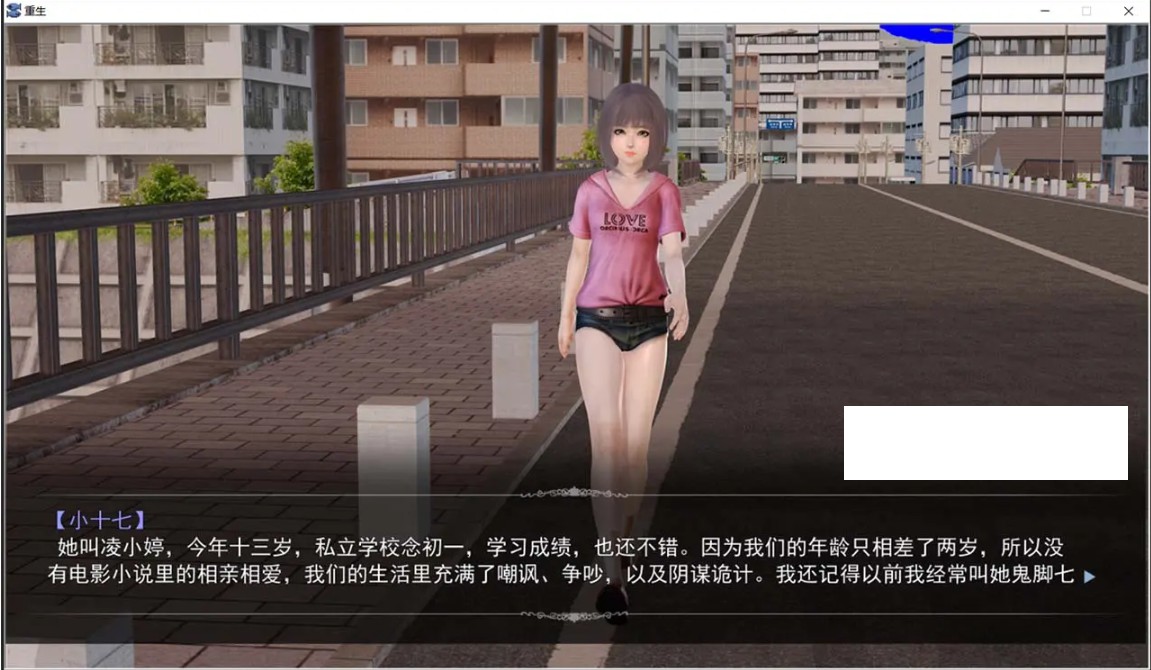 重生
LOVE
【小十七】
她叫凌小婷，今年十三岁，私立学校念初一，学习成绩，也还不错。因为我们的年龄只相差了两岁，所以没
有电影小说里的相亲相爱，我们的生活里充满了嘲讽、争吵，以及阴谋诡计。我还记得以前我经常叫她鬼脚七